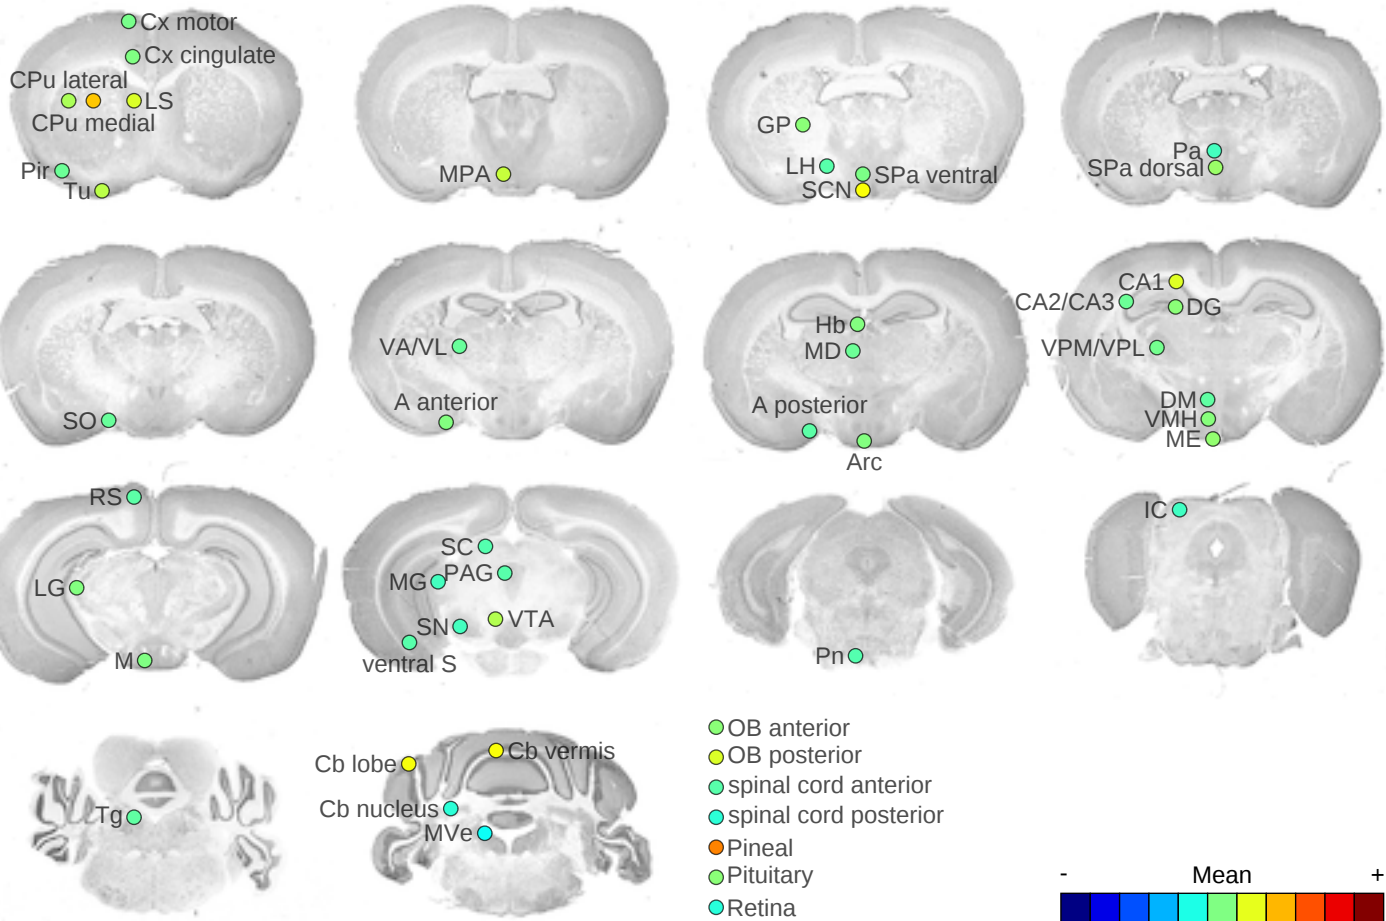 Cx motor
Cx cingulate
CPu lateral
LS
CPu medial
Pir
Tu
MPA
GP
LH
SPa ventral
SCN
Pa
SPa dorsal
SO
VA/VL
A anterior
Hb
MD
A posterior
Arc
CA1
CA2/CA3
DG
VPM/VPL
DM
VMH
ME
RS
LG
M
SC
MG
PAG
SN
VTA
ventral S
Pn
IC
Tg
Cb lobe
Cb vermis
Cb nucleus
MVe
OB anterior
OB posterior
spinal cord anterior
spinal cord posterior
Pineal
Pituitary
Retina
- Mean +